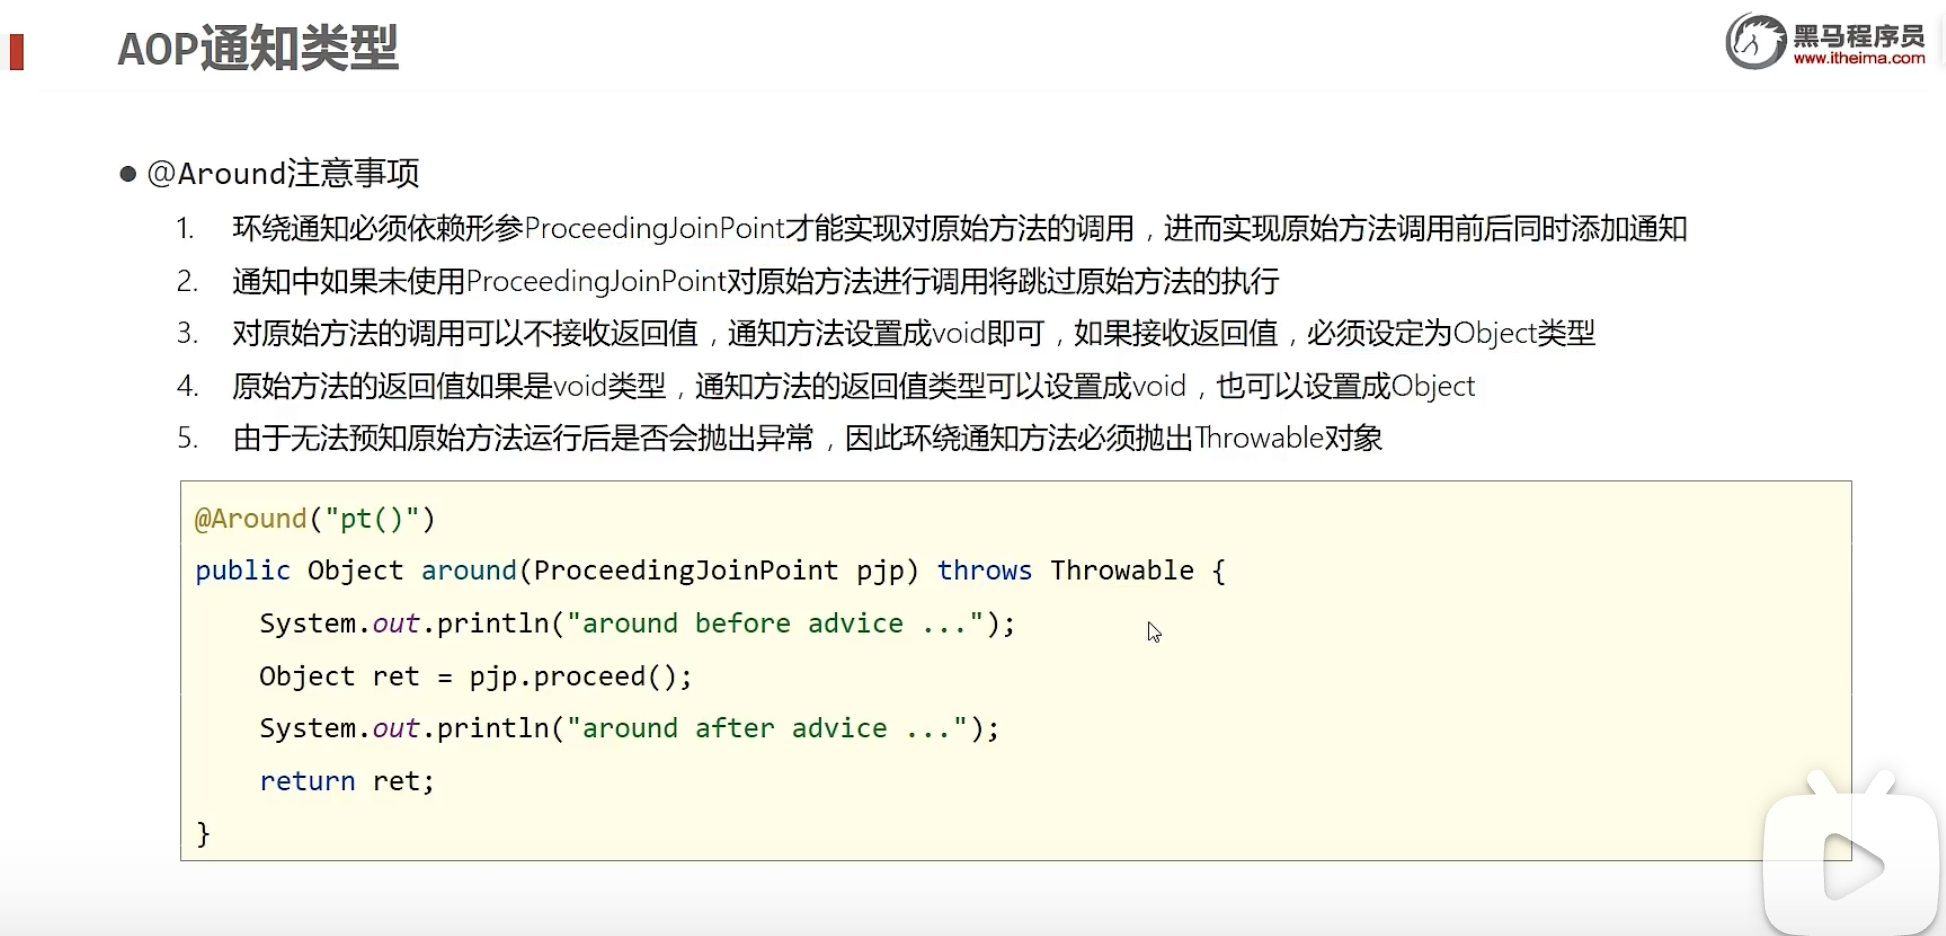 AOP通知类型
黑马程序员
www.itheima.com
● @Around注意事项
1. 环绕通知必须依赖形参ProceedingJoinPoint才能实现对原始方法的调用，进而实现原始方法调用前后同时添加通知
2. 通知中如果未使用ProceedingJoinPoint对原始方法进行调用将跳过原始方法的执行
3. 对原始方法的调用可以不接收返回值，通知方法设置成void即可，如果接收返回值，必须设定为Object类型
4. 原始方法的返回值如果是void类型，通知方法的返回值类型可以设置成void，也可以设置成Object
5. 由于无法预知原始方法运行后是否会抛出异常，因此环绕通知方法必须抛出Throwable对象
@Around("pt()")
public Object around(ProceedingJoinPoint pjp) throws Throwable {
    System.out.println("around before advice ...");
    Object ret = pjp.proceed();
    System.out.println("around after advice ...");
    return ret;
}